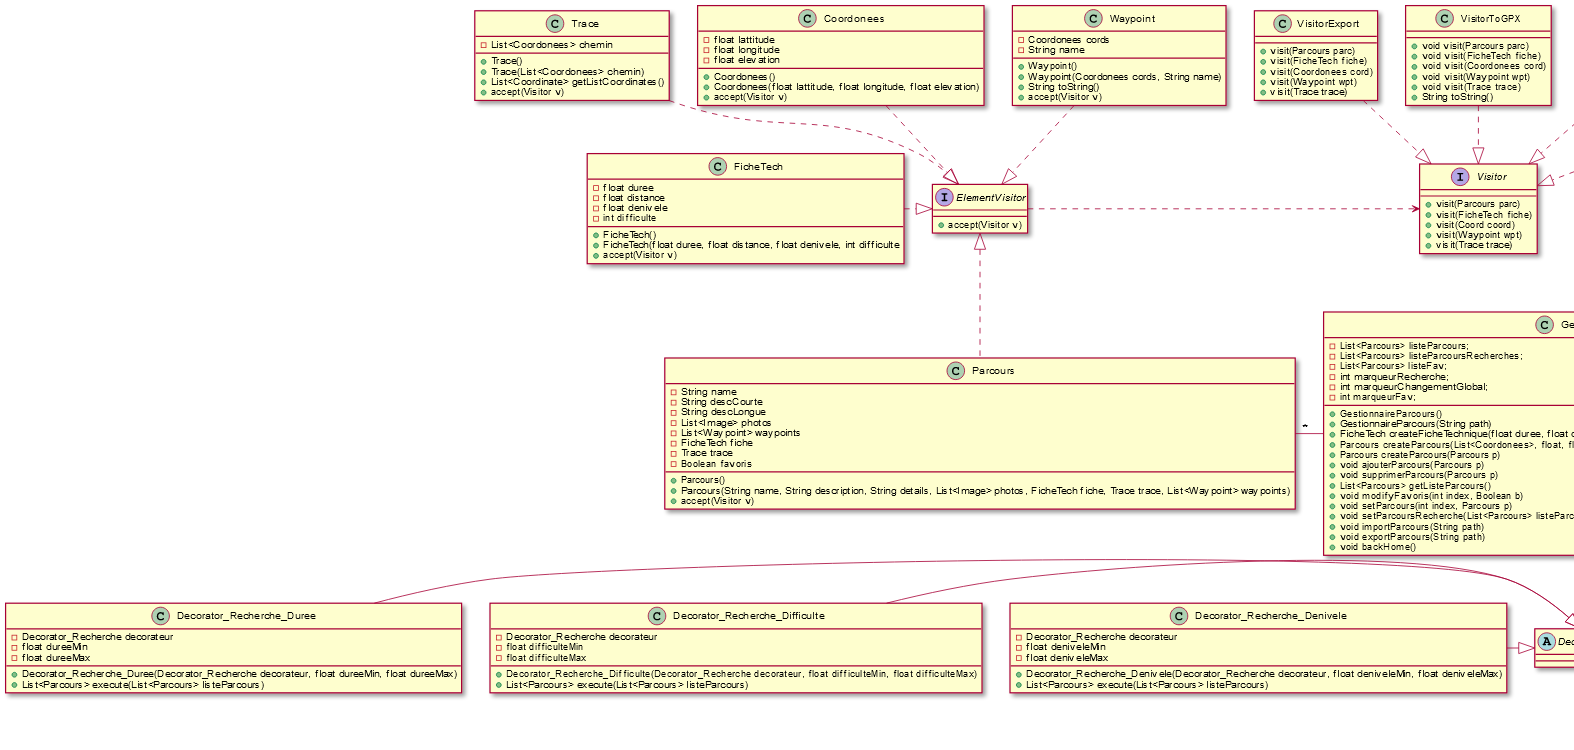 C Trace
List<Coordonees> chemin
Trace()
Trace(List<Coordonees> chemin)
List<Coordinate> getListCoordinates()
accept(Visitor v)
C Coordonees
float lattitude
float longitude
float elevation
Coordonees()
Coordonees(float lattitude, float longitude, float elevation)
accept(Visitor v)
C Waypoint
Coordonees cords
String name
Waypoint()
Waypoint(Coordonees cords, String name)
String toString()
accept(Visitor v)
C VisitorExport
visit(Parcours parc)
visit(FicheTech fiche)
visit(Coordonees cord)
visit(Waypoint wpt)
visit(Trace trace)
C VisitorToGPX
void visit(Parcours parc)
void visit(FicheTech fiche)
void visit(Coordonees cord)
void visit(Waypoint wpt)
void visit(Trace trace)
String toString()
C FicheTech
float duree
float distance
float denivele
int difficulte
FicheTech()
FicheTech(float duree, float distance, float denivele, int difficulte
accept(Visitor v)
I ElementVisitor
accept(Visitor v)
I Visitor
visit(Parcours parc)
visit(FicheTech fiche)
visit(Coord coord)
visit(Waypoint wpt)
visit(Trace trace)
C Parcours
String name
String descCourte
String descLongue
List<Image> photos
List<Waypoint> waypoints
FicheTech fiche
Trace trace
Boolean favoris
Parcours()
Parcours(String name, String description, String details, List<Image> photos, FicheTech fiche, Trace trace, List<Waypoint> waypoints)
accept(Visitor v)
*
C Ge
List<Parcours> listeParcours;
List<Parcours> listeParcoursRecherches;
List<Parcours> listeFav;
int marqueurRecherche;
int marqueurChangementGlobal;
int marqueurFav;
GestionnaireParcours()
GestionnaireParcours(String path)
FicheTech createFicheTechnique(float duree, float
Parcours createParcours(List<Coordonees>, float, fl
Parcours createParcours(Parcours p)
void ajouterParcours(Parcours p)
void supprimerParcours(Parcours p)
List<Parcours> getListeParcours()
void modifyFavoris(int index, Boolean b)
void setParcours(int index, Parcours p)
void setParcoursRecherche(List<Parcours> listeParc
void importParcours(String path)
void exportParcours(String path)
void backHome()
C Decorator_Recherche_Duree
Decorator_Recherche decorateur
float dureeMin
float dureeMax
Decorator_Recherche_Duree(Decorator_Recherche decorateur, float dureeMin, float dureeMax)
List<Parcours> execute(List<Parcours> listeParcours)
C Decorator_Recherche_Difficulte
Decorator_Recherche decorateur
float difficulteMin
float difficulteMax
Decorator_Recherche_Difficulte(Decorator_Recherche decorateur, float difficulteMin, float difficulteMax)
List<Parcours> execute(List<Parcours> listeParcours)
C Decorator_Recherche_Denivele
Decorator_Recherche decorateur
float deniveleMin
float deniveleMax
Decorator_Recherche_Denivele(Decorator_Recherche decorateur, float deniveleMin, float deniveleMax)
List<Parcours> execute(List<Parcours> listeParcours)
A Dec